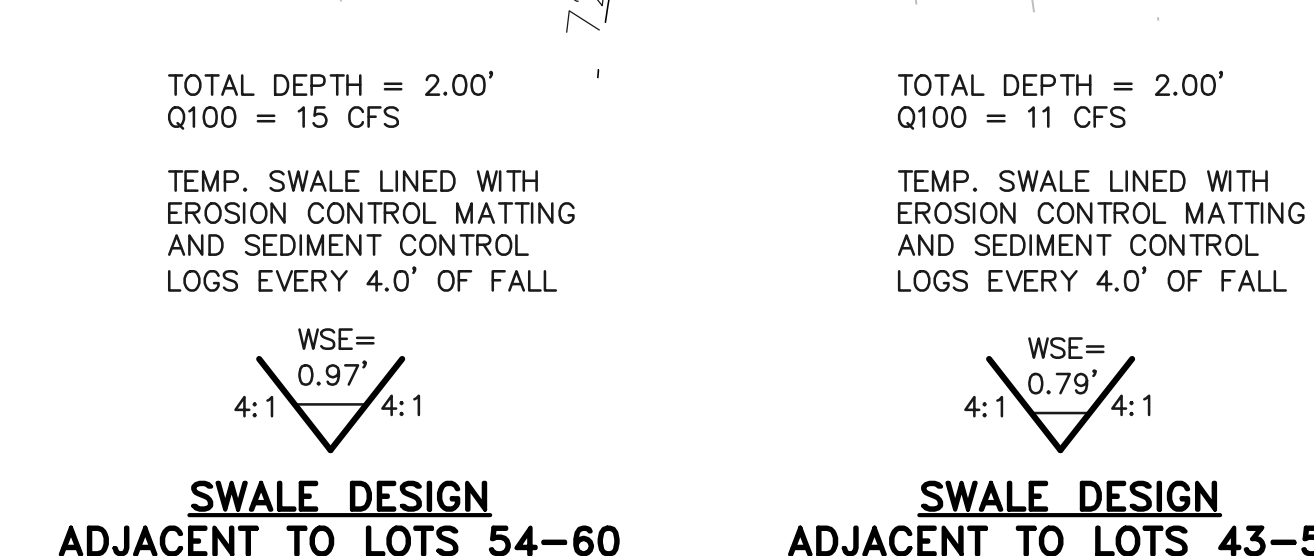 TOTAL DEPTH = 2.00'
Q100 = 15 CFS
TEMP. SWALE LINED WITH
EROSION CONTROL MATTING
AND SEDIMENT CONTROL
LOGS EVERY 4.0' OF FALL
WSE=
0.97'
4:1 4:1
SWALE DESIGN
ADJACENT TO LOTS 54-60
TOTAL DEPTH = 2.00'
Q100 = 11 CFS
TEMP. SWALE LINED WITH
EROSION CONTROL MATTING
AND SEDIMENT CONTROL
LOGS EVERY 4.0' OF FALL
WSE=
0.79'
4:1 4:1
SWALE DESIGN
ADJACENT TO LOTS